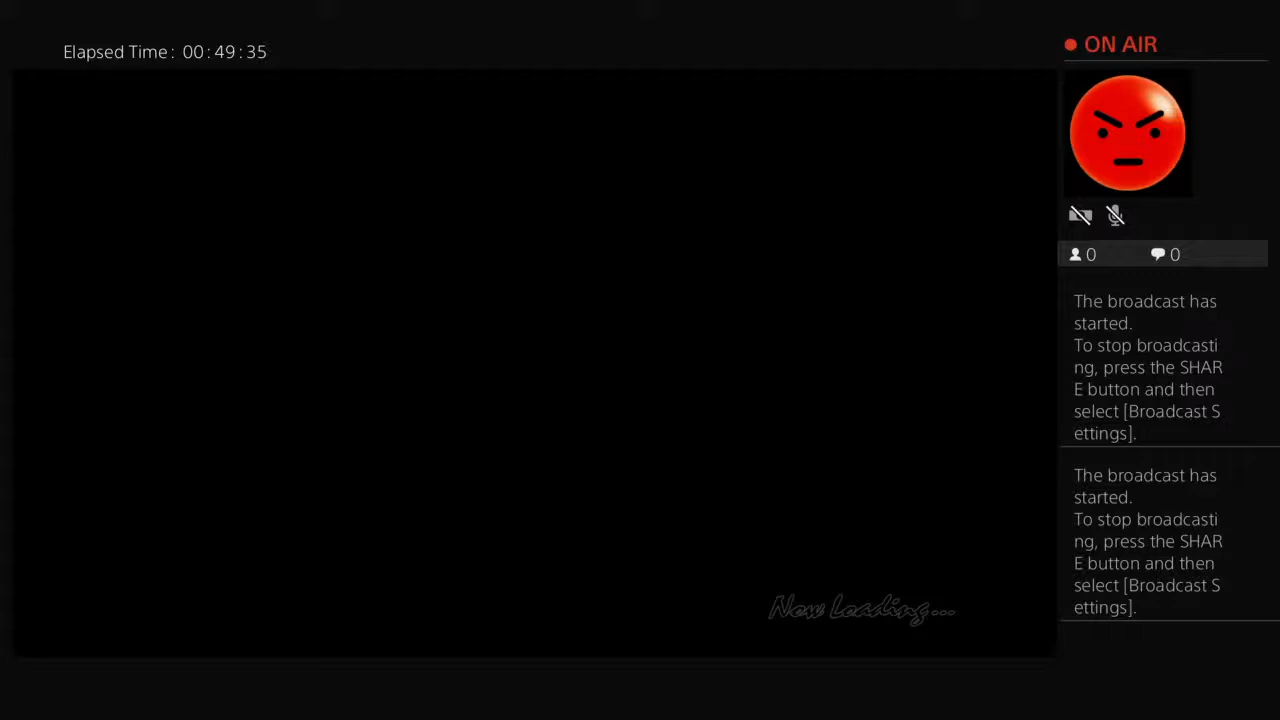 Elapsed Time: 00:49:35
ON AIR
0 0
The broadcast has
started.
To stop broadcasti
ng, press the SHAR
E button and then
select [Broadcast S
ettings].
The broadcast has
started.
To stop broadcasti
ng, press the SHAR
E button and then
select [Broadcast S
ettings].
Now Loading...